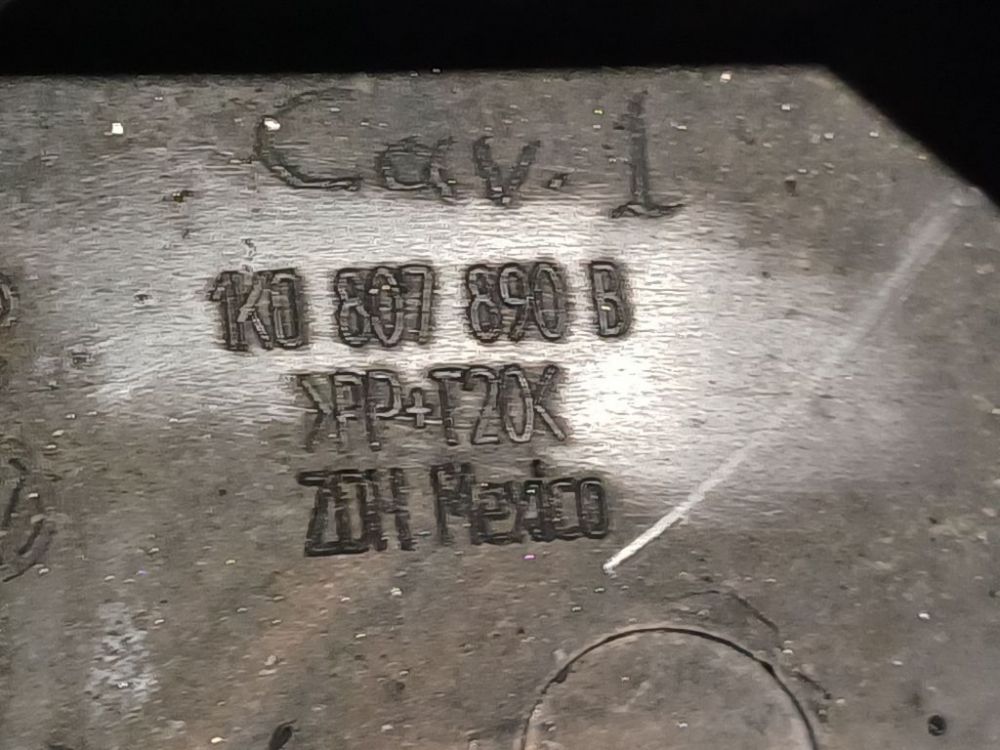 Cav.1
1K0 807 890 B
>PP+T20<
ZDH Mexico